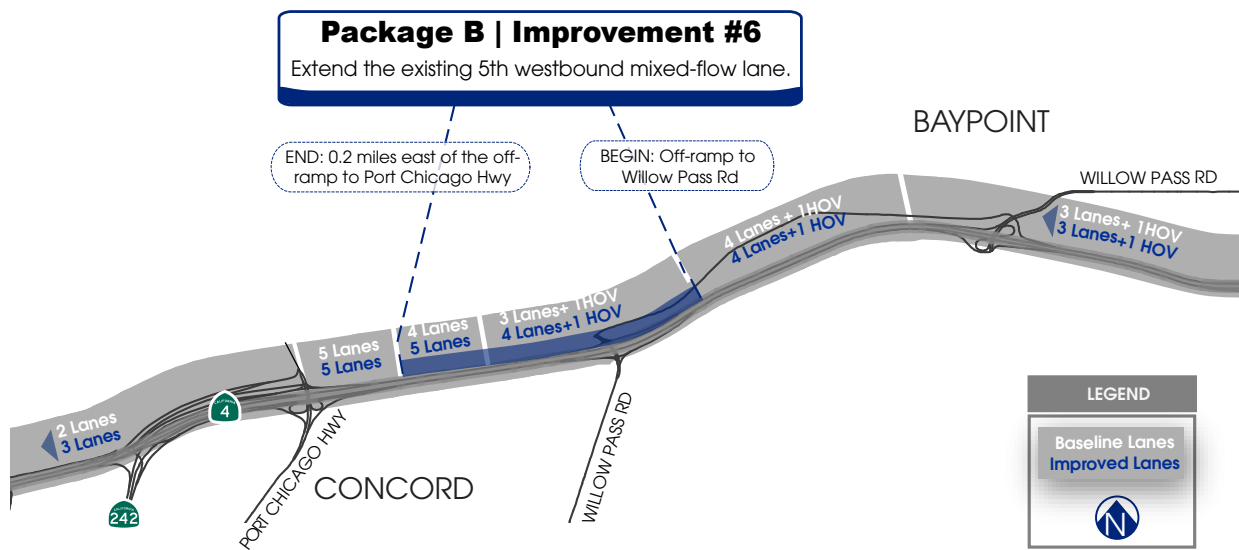 Package B | Improvement #6
Extend the existing 5th westbound mixed-flow lane.
BAYPOINT
END: 0.2 miles east of the off-
ramp to Port Chicago Hwy
BEGIN: Off-ramp to
Willow Pass Rd
WILLOW PASS RD
3 Lanes+ 1HOV
3 Lanes+1 HOV
4 Lanes + 1HOV
4 Lanes+1 HOV
3 Lanes+ 1HOV
4 Lanes+1 HOV
4 Lanes
5 Lanes
5 Lanes
5 Lanes
2 Lanes
3 Lanes
CALIFORNIA
4
CALIFORNIA
242
PORT CHICAGO HWY
CONCORD
WILLOW PASS RD
LEGEND
Baseline Lanes
Improved Lanes
N